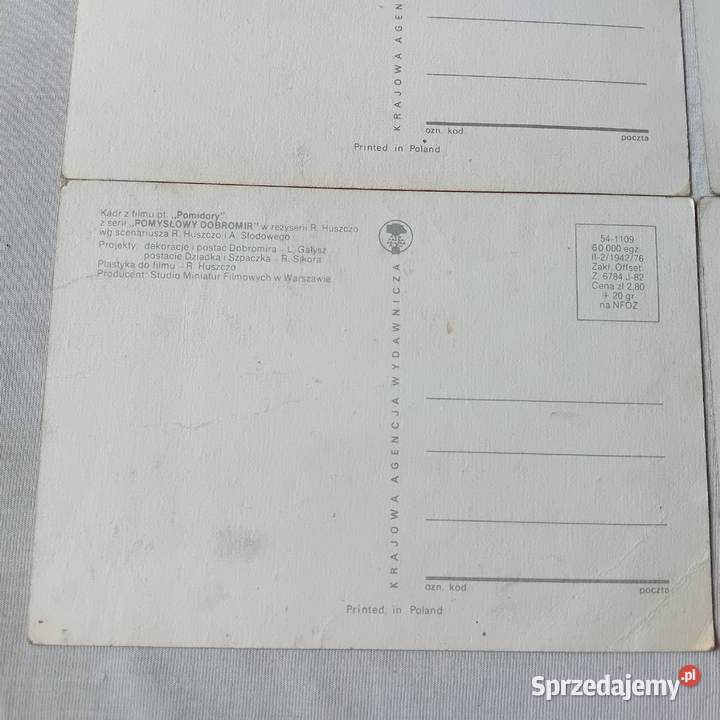 KRAJOWA AGEN
ozn. kod
poczta
Printed in Poland
Kadr z filmu pt. „Pomidory"
z serii „POMYSŁOWY DOBROMIR" w reżyserii R. Huszczo
wg scenariusza R. Huszczo i A. Słodowego
Projekty: dekoracje i postać Dobromira – L. Gałysz
postacie Dziadka i Szpaczka – R. Sikora
Plastyka do filmu – R. Huszczo
Producent: Studio Miniatur Filmowych w Warszawie
KRAJOWA AGENCJA WYDAWNICZA
54-1109
60 000 egz.
II-2/1942/76
Zakł. Offset.
Z. 6784 J-82
Cena zł 2,80
+ 20 gr
na NFOZ
ozn. kod
poczta
Printed in Poland
Sprzedajemy.pl